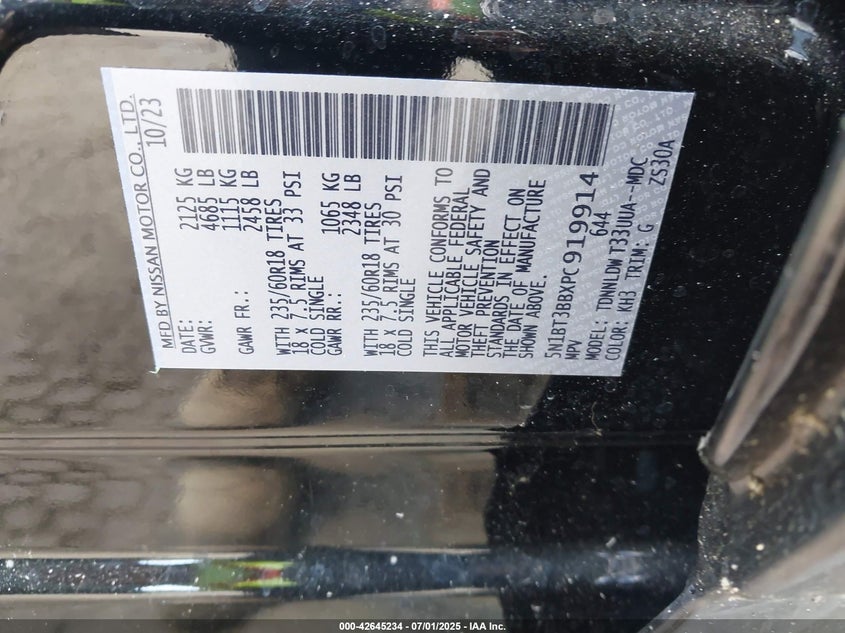 MFD BY NISSAN MOTOR CO., LTD.
DATE: 10/23
GVWR: 2125 KG
4685 LB
GAWR FR.: 1115 KG
2458 LB
WITH 235/60R18 TIRES
18 X 7.5 RIMS AT 33 PSI
COLD SINGLE
GAWR RR.: 1065 KG
2348 LB
WITH 235/60R18 TIRES
18 X 7.5 RIMS AT 30 PSI
COLD SINGLE
THIS VEHICLE CONFORMS TO
ALL APPLICABLE FEDERAL
MOTOR VEHICLE SAFETY AND
THEFT PREVENTION
STANDARDS IN EFFECT ON
THE DATE OF MANUFACTURE
SHOWN ABOVE.
5N1BT3BBXPC919914
MPV 644
MODEL: TDNNLDW T33UUA--MDC
COLOR: KH3 TRIM: G ZS30A
000-42645234 - 07/01/2025 - IAA Inc.